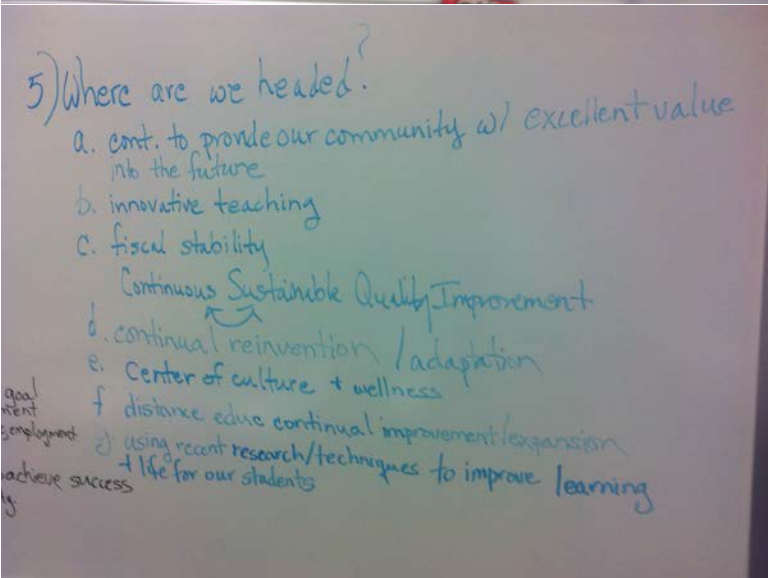 5) Where are we headed?
a. cont. to provide our community w/ excellent value
into the future
b. innovative teaching
c. fiscal stability
Continuous Sustainable Quality Improvement
d. continual reinvention / adaptation
e. Center of culture + wellness
f distance educ continual improvement/expansion
g) using recent research/techniques to improve learning
+ life for our students
goal
ment
employment
achieve success